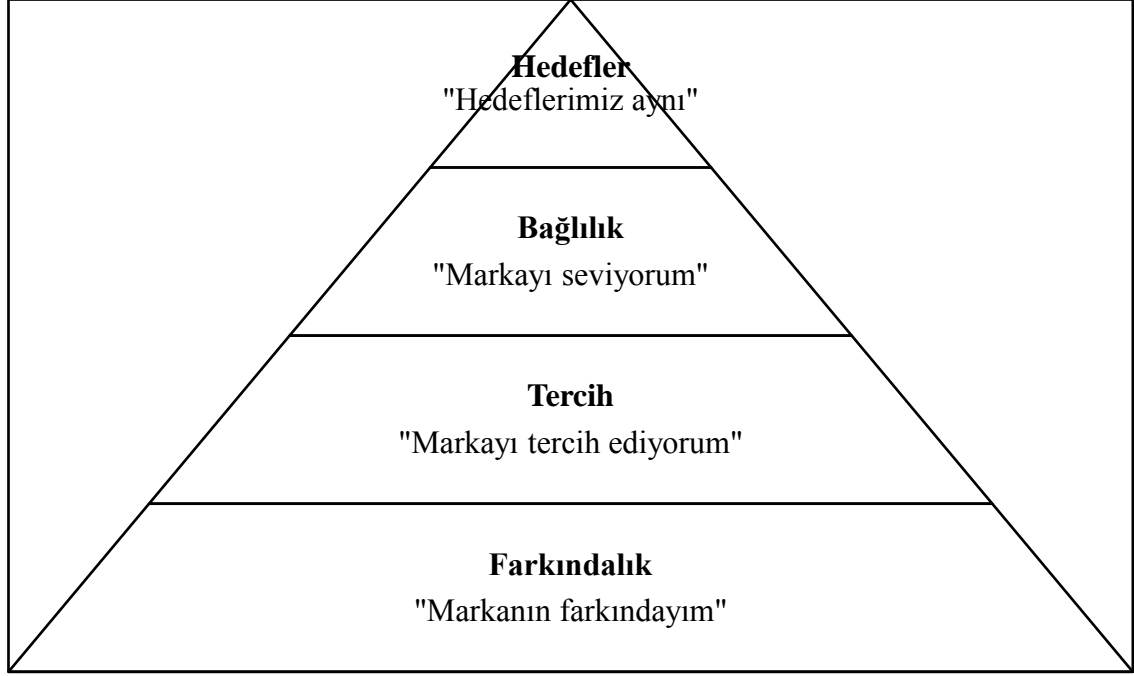 Hedefler
"Hedeflerimiz aynı"
Bağlılık
"Markayı seviyorum"
Tercih
"Markayı tercih ediyorum"
Farkındalık
"Markanın farkındayım"